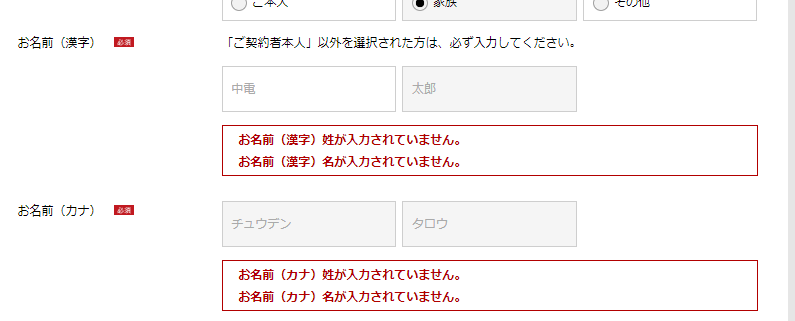 ご本人 家族 その他
お名前（漢字） 必須 「ご契約者本人」以外を選択された方は、必ず入力してください。
中電 太郎
お名前（漢字）姓が入力されていません。
お名前（漢字）名が入力されていません。
お名前（カナ） 必須
チュウデン タロウ
お名前（カナ）姓が入力されていません。
お名前（カナ）名が入力されていません。